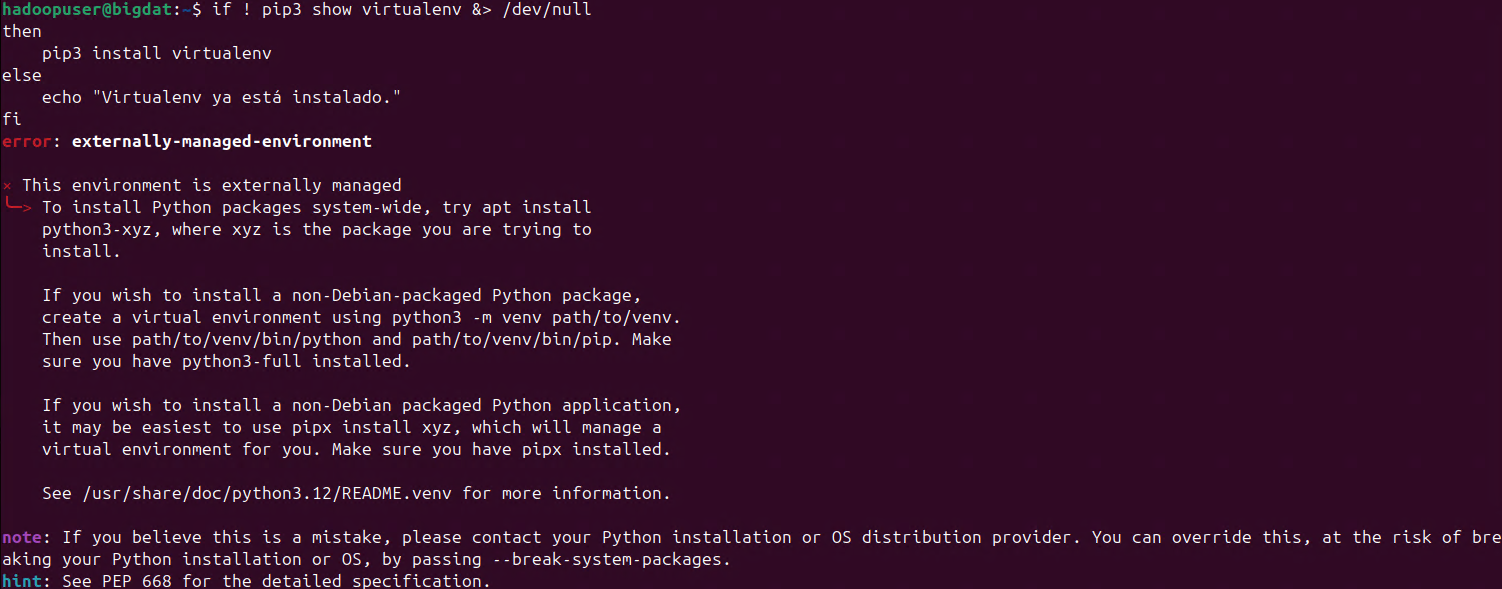 hadoopuser@bigdat:~$ if ! pip3 show virtualenv &> /dev/null
then
    pip3 install virtualenv
else
    echo "Virtualenv ya está instalado."
fi
error: externally-managed-environment

× This environment is externally managed
╰─> To install Python packages system-wide, try apt install
    python3-xyz, where xyz is the package you are trying to
    install.

    If you wish to install a non-Debian-packaged Python package,
    create a virtual environment using python3 -m venv path/to/venv.
    Then use path/to/venv/bin/python and path/to/venv/bin/pip. Make
    sure you have python3-full installed.

    If you wish to install a non-Debian packaged Python application,
    it may be easiest to use pipx install xyz, which will manage a
    virtual environment for you. Make sure you have pipx installed.

    See /usr/share/doc/python3.12/README.venv for more information.

note: If you believe this is a mistake, please contact your Python installation or OS distribution provider. You can override this, at the risk of bre
aking your Python installation or OS, by passing --break-system-packages.
hint: See PEP 668 for the detailed specification.